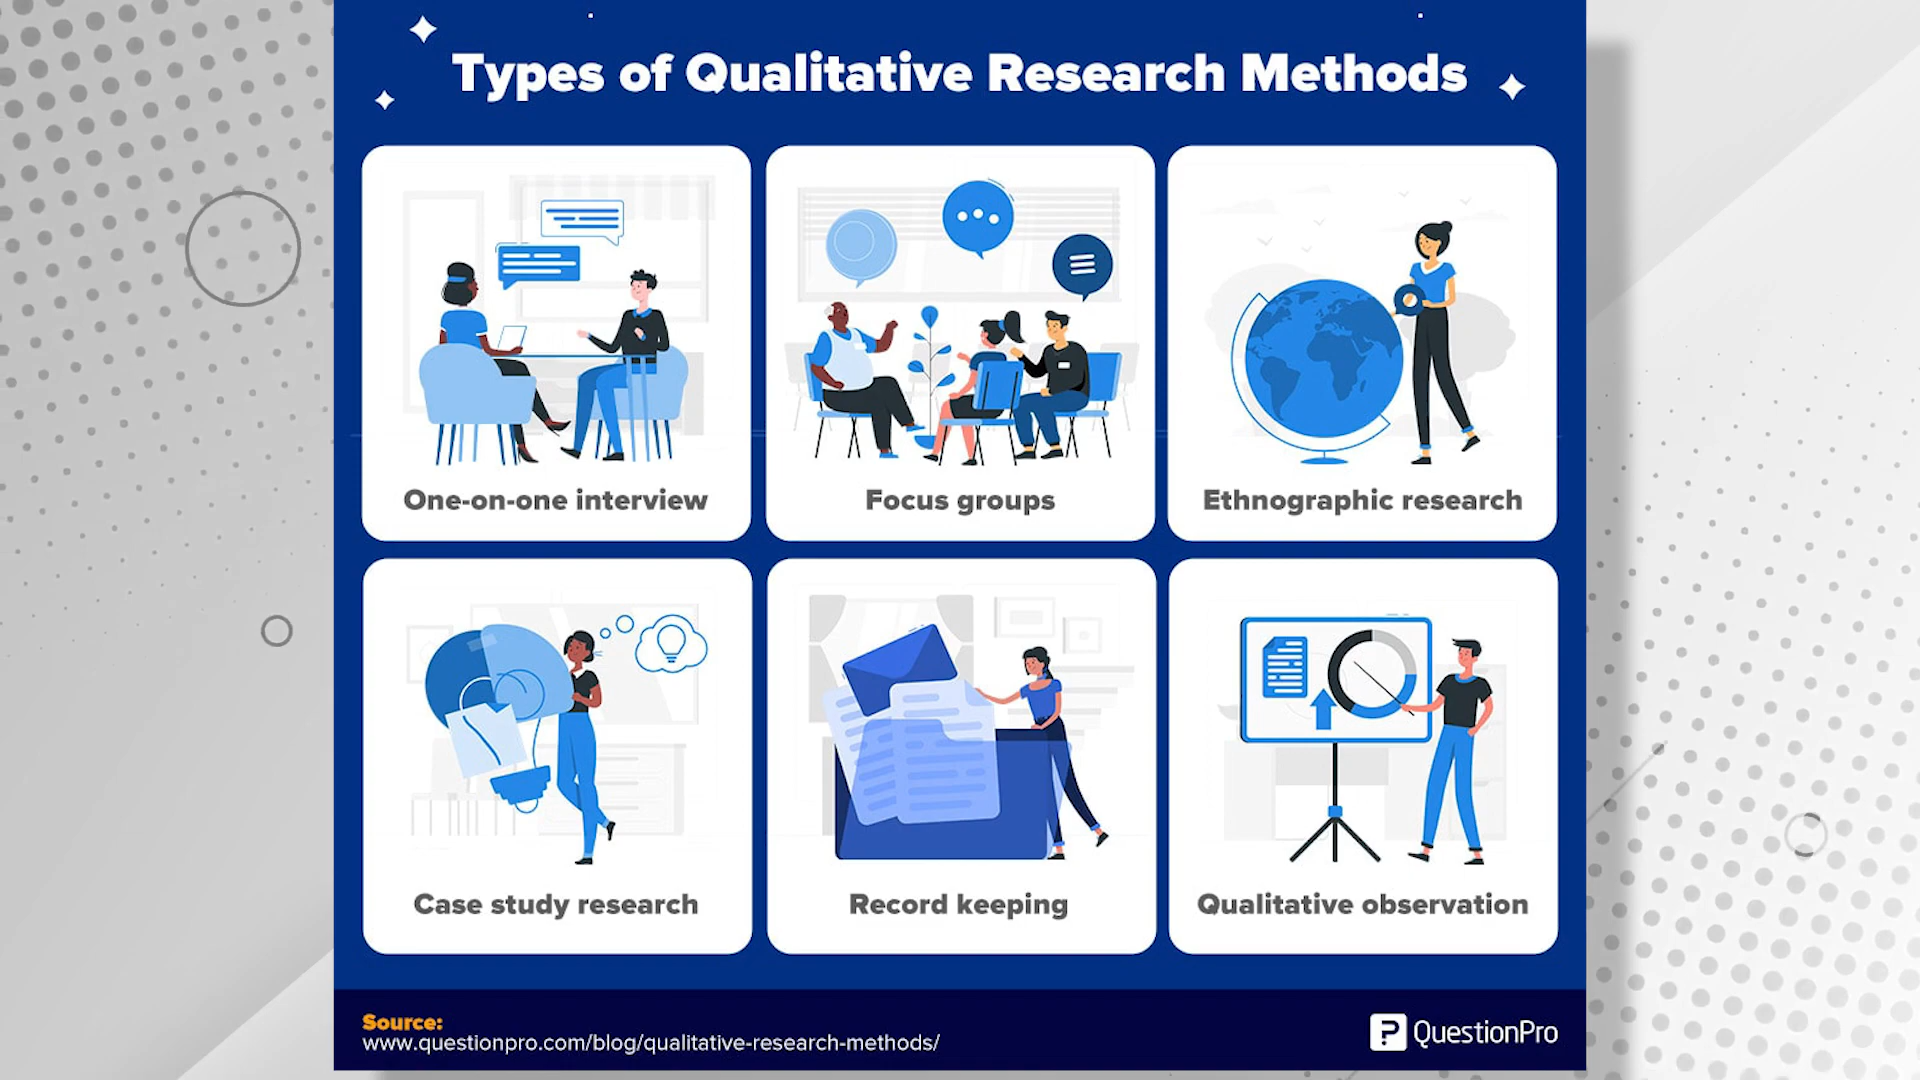 Types of Qualitative Research Methods
One-on-one interview
Focus groups
Ethnographic research
Case study research
Record keeping
Qualitative observation
Source:
www.questionpro.com/blog/qualitative-research-methods/
QuestionPro